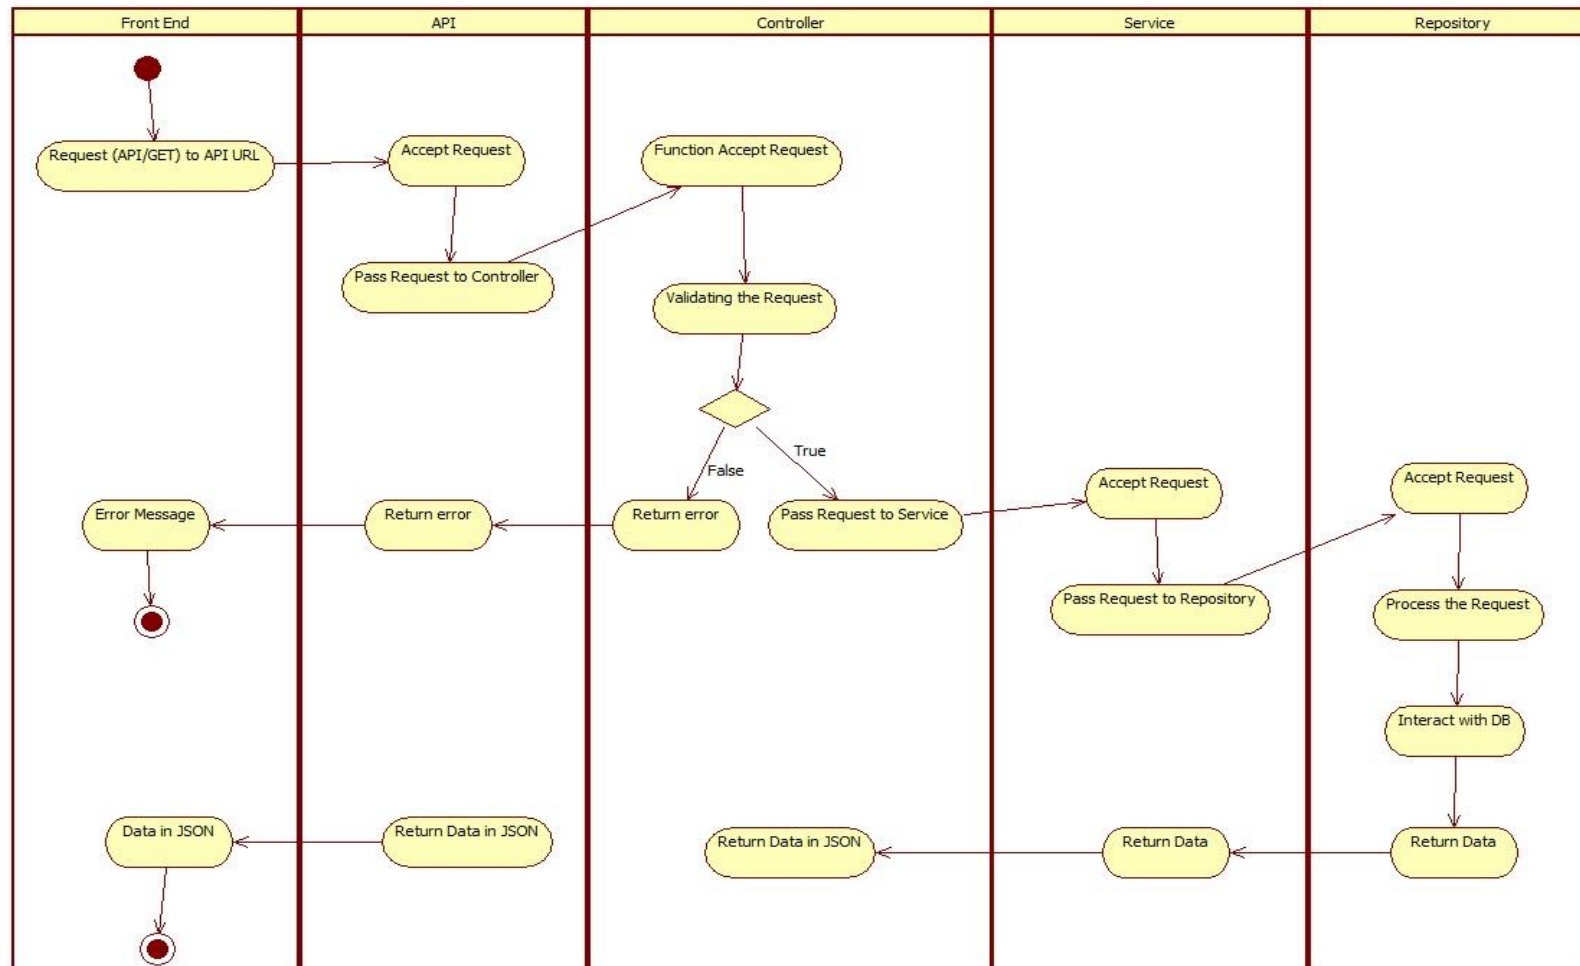 Front End
API
Controller
Service
Repository
Request (API/GET) to API URL
Accept Request
Function Accept Request
Pass Request to Controller
Validating the Request
True
False
Error Message
Return error
Return error
Pass Request to Service
Accept Request
Accept Request
Pass Request to Repository
Process the Request
Interact with DB
Data in JSON
Return Data in JSON
Return Data in JSON
Return Data
Return Data